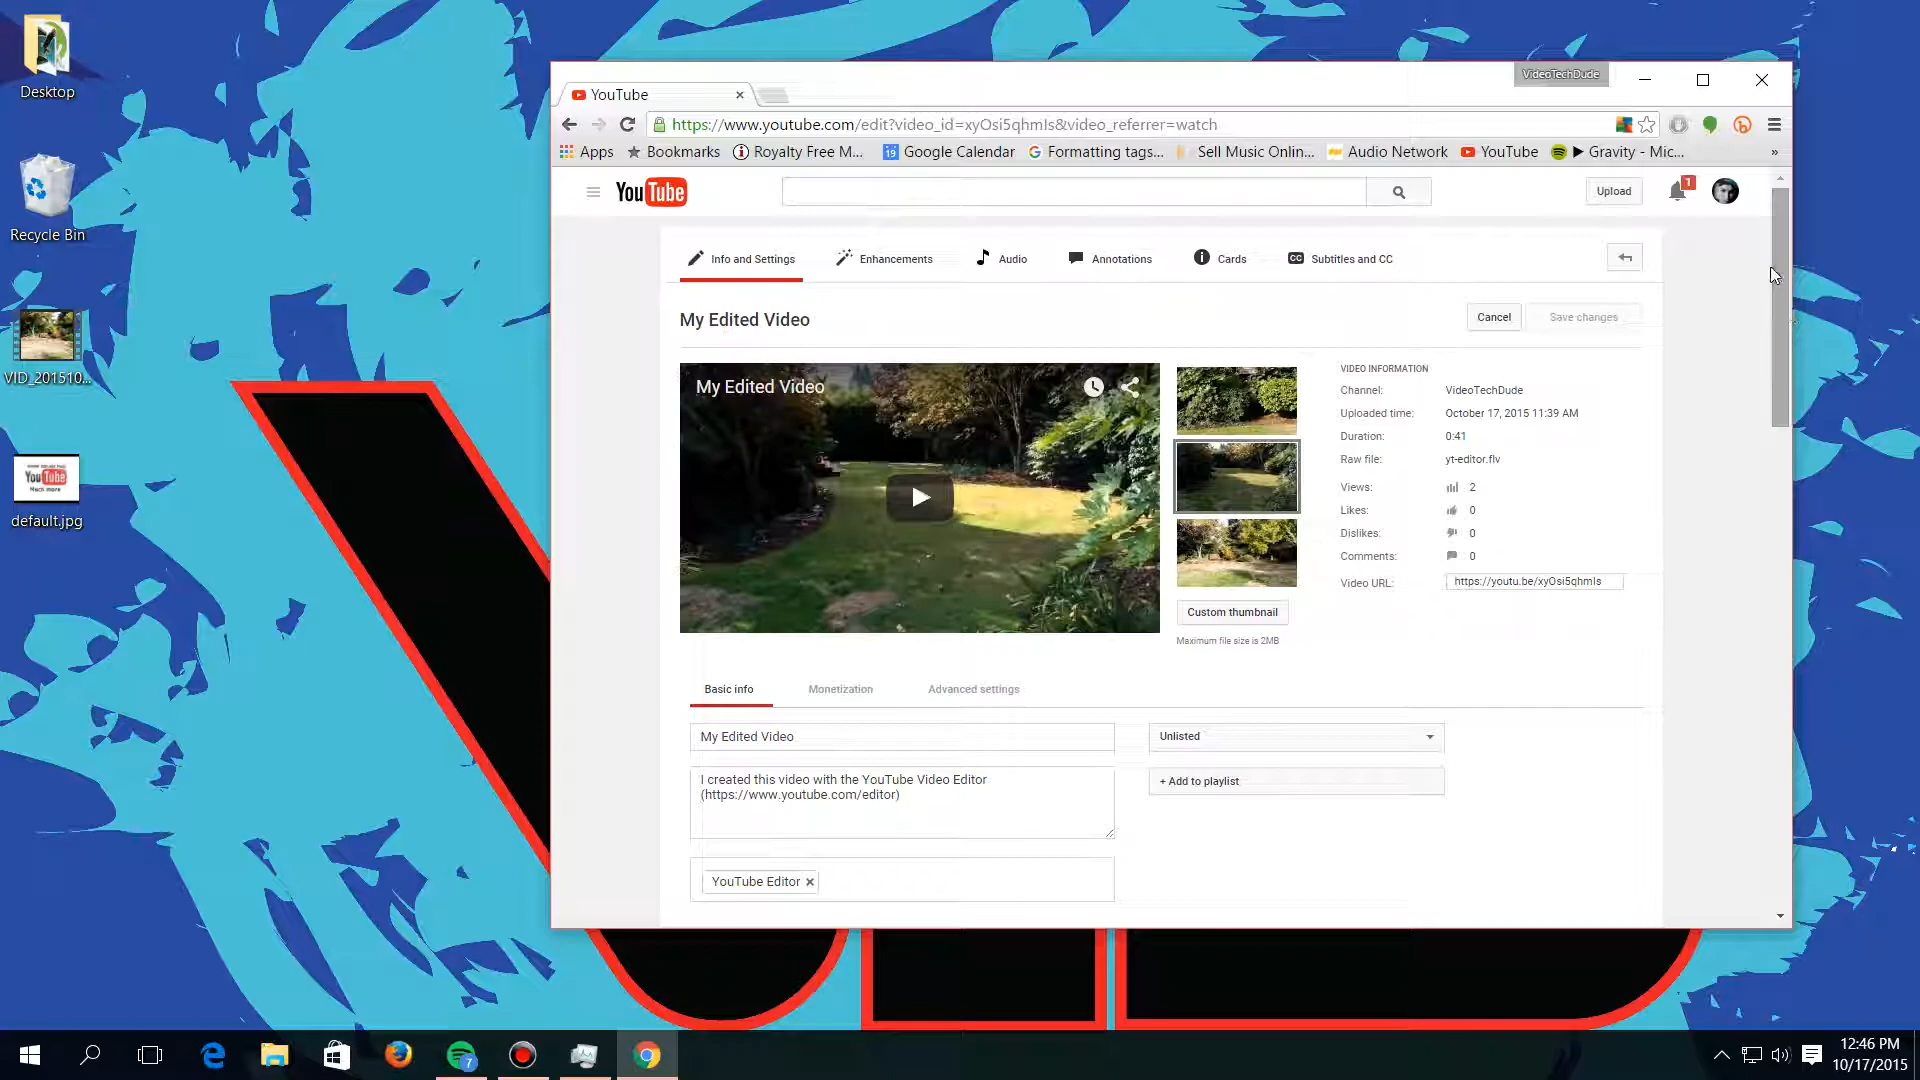 Desktop
Recycle Bin
VID_201510...
YouTube
default.jpg
VideoTechDude
YouTube
https://www.youtube.com/edit?video_id=xyOsi5qhmIs&video_referrer=watch
Apps
Bookmarks
Royalty Free M...
19
Google Calendar
Formatting tags...
Sell Music Onlin...
Audio Network
YouTube
▶ Gravity - Mic...
»
YouTube
Upload
1
Info and Settings
Enhancements
Audio
Annotations
Cards
CC
Subtitles and CC
My Edited Video
Cancel
Save changes
My Edited Video
VIDEO INFORMATION
Channel: VideoTechDude
Uploaded time: October 17, 2015 11:39 AM
Duration: 0:41
Raw file: yt-editor.flv
Views: 2
Likes: 0
Dislikes: 0
Comments: 0
Video URL: https://youtu.be/xyOsi5qhmIs
Custom thumbnail
Maximum file size is 2MB
Basic info
Monetization
Advanced settings
My Edited Video
Unlisted
I created this video with the YouTube Video Editor
(https://www.youtube.com/editor)
+ Add to playlist
YouTube Editor
7
12:46 PM
10/17/2015